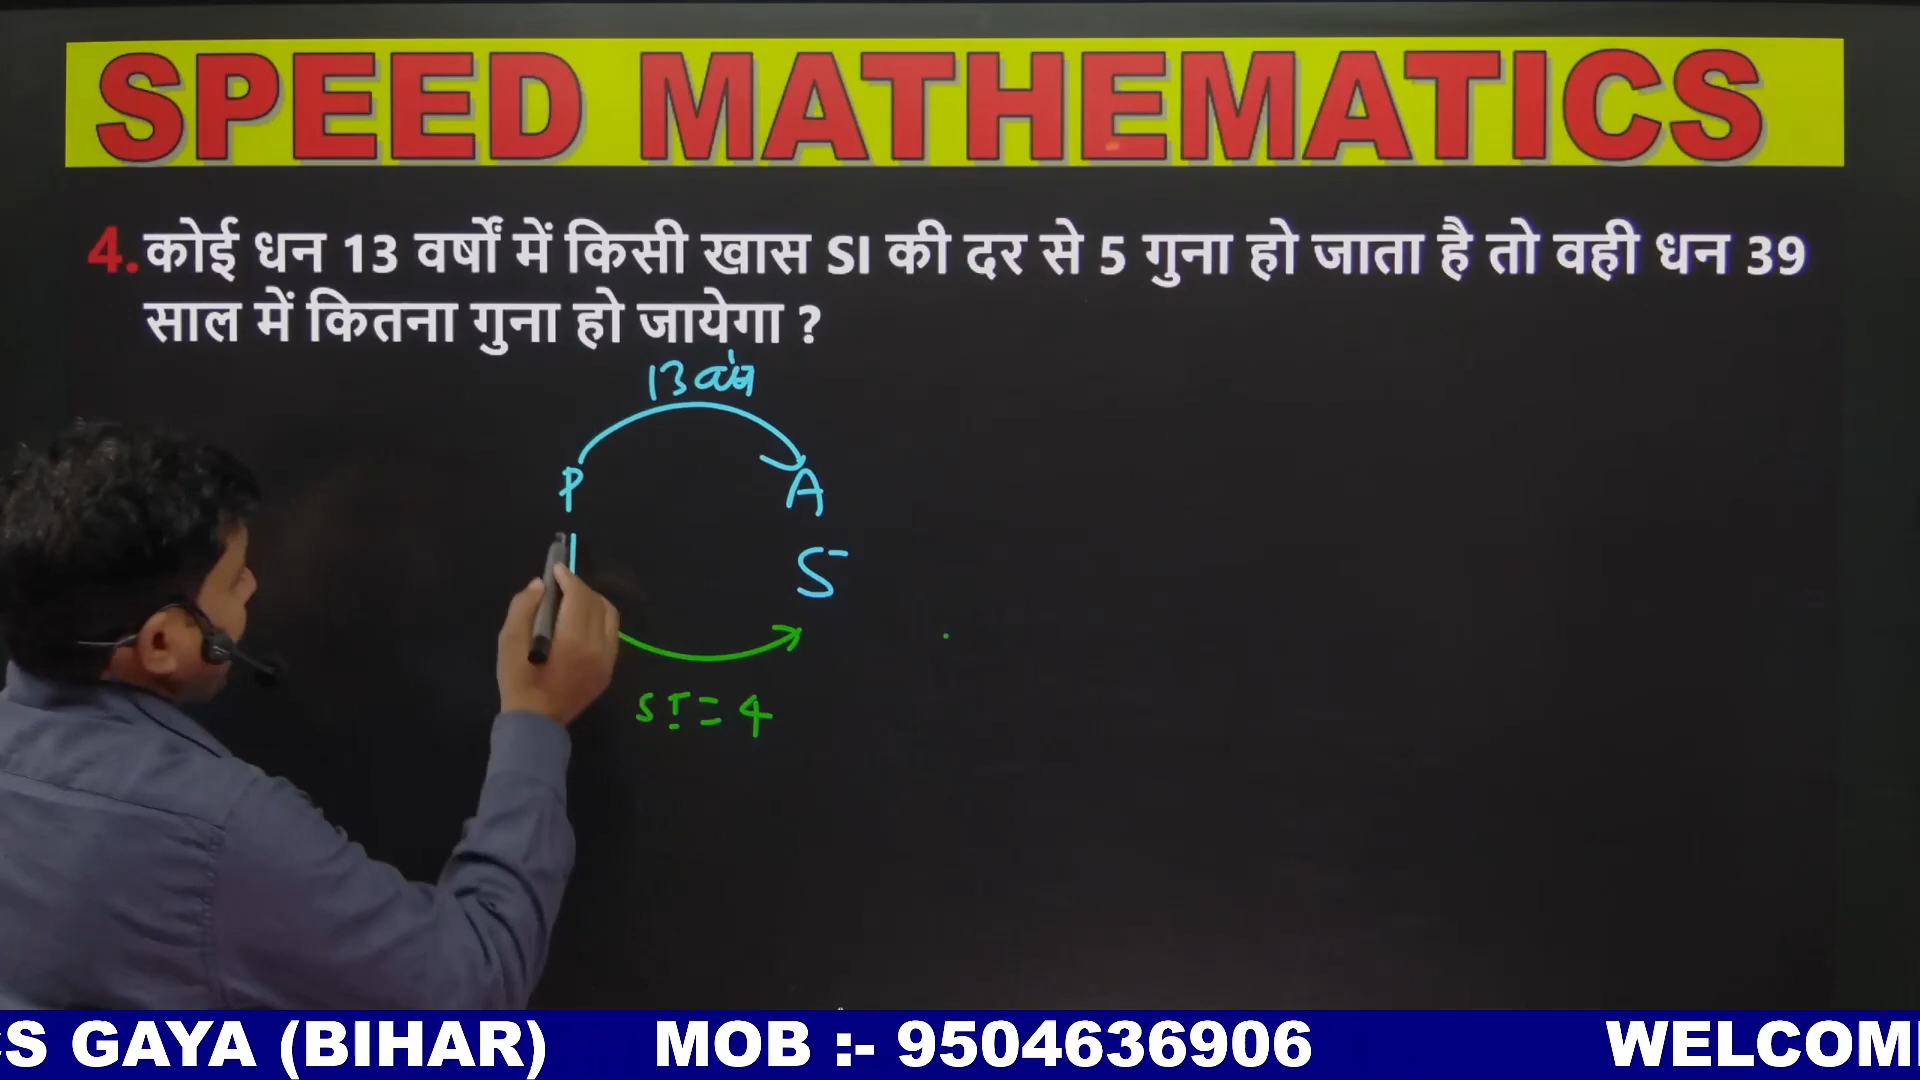 SPEED MATHEMATICS
4. कोई धन 13 वर्षों में किसी खास SI की दर से 5 गुना हो जाता है तो वही धन 39
साल में कितना गुना हो जायेगा ?
13 वर्ष
P A
1 5
SI = 4
CS GAYA (BIHAR) MOB :- 9504636906 WELCOM